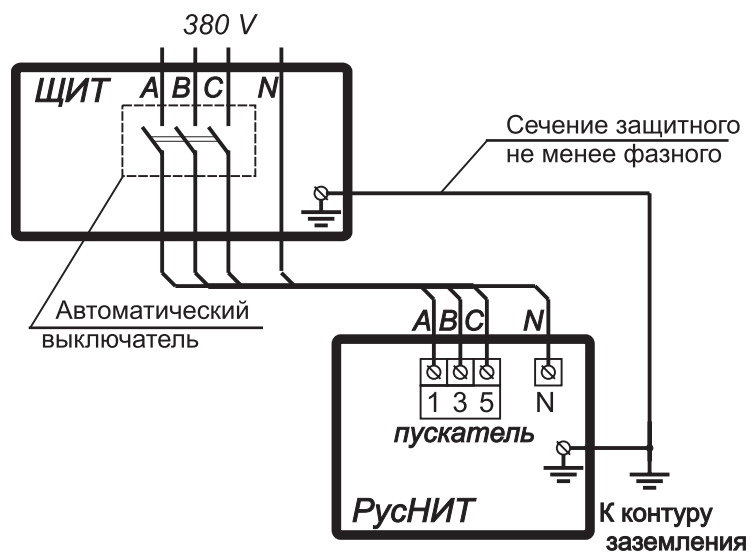 380 V
ЩИТ A B C N
Сечение защитного
не менее фазного
Автоматический
выключатель
A B C N
1 3 5 N
пускатель
РусНИТ
К контуру
заземления